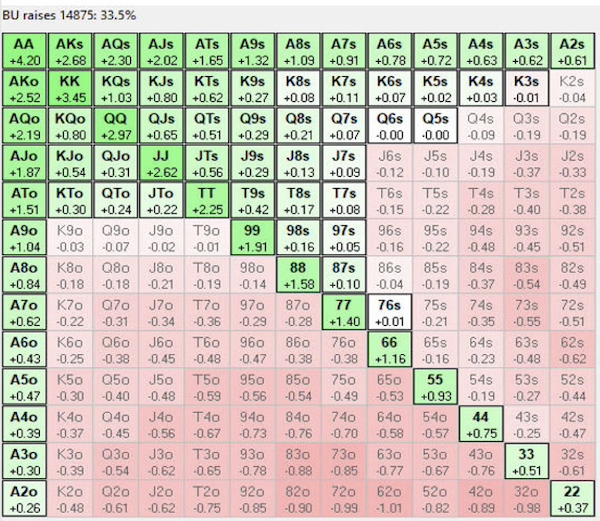 BU raises 14875: 33.5%
AA AKs AQs AJs ATs A9s A8s A7s A6s A5s A4s A3s A2s
+4.20 +2.68 +2.30 +2.02 +1.65 +1.32 +1.09 +0.91 +0.78 +0.72 +0.63 +0.62 +0.61
AKo KK KQs KJs KTs K9s K8s K7s K6s K5s K4s K3s K2s
+2.52 +3.45 +1.03 +0.80 +0.62 +0.27 +0.08 +0.11 +0.07 +0.02 +0.03 -0.01 -0.04
AQo KQo QQ QJs QTs Q9s Q8s Q7s Q6s Q5s Q4s Q3s Q2s
+2.19 +0.80 +2.97 +0.65 +0.51 +0.29 +0.21 +0.07 -0.00 -0.00 -0.09 -0.19 -0.19
AJo KJo QJo JJ JTs J9s J8s J7s J6s J5s J4s J3s J2s
+1.87 +0.54 +0.31 +2.62 +0.56 +0.29 +0.13 +0.09 -0.12 -0.10 -0.19 -0.37 -0.33
ATo KTo QTo JTo TT T9s T8s T7s T6s T5s T4s T3s T2s
+1.51 +0.30 +0.24 +0.22 +2.25 +0.42 +0.17 +0.08 -0.15 -0.22 -0.28 -0.40 -0.38
A9o K9o Q9o J9o T9o 99 98s 97s 96s 95s 94s 93s 92s
+1.04 -0.03 -0.07 -0.02 -0.01 +1.91 +0.16 +0.05 -0.16 -0.22 -0.48 -0.45 -0.51
A8o K8o Q8o J8o T8o 98o 88 87s 86s 85s 84s 83s 82s
+0.84 -0.18 -0.18 -0.21 -0.19 -0.14 +1.58 +0.10 -0.04 -0.19 -0.37 -0.54 -0.49
A7o K7o Q7o J7o T7o 97o 87o 77 76s 75s 74s 73s 72s
+0.62 -0.22 -0.31 -0.34 -0.36 -0.29 -0.28 +1.40 +0.01 -0.21 -0.35 -0.55 -0.51
A6o K6o Q6o J6o T6o 96o 86o 76o 66 65s 64s 63s 62s
+0.43 -0.25 -0.38 -0.45 -0.48 -0.47 -0.38 -0.38 +1.16 -0.16 -0.23 -0.48 -0.62
A5o K5o Q5o J5o T5o 95o 85o 75o 65o 55 54s 53s 52s
+0.47 -0.30 -0.40 -0.48 -0.59 -0.56 -0.54 -0.49 -0.53 +0.93 -0.19 -0.27 -0.44
A4o K4o Q4o J4o T4o 94o 84o 74o 64o 54o 44 43s 42s
+0.39 -0.37 -0.45 -0.56 -0.67 -0.73 -0.76 -0.70 -0.58 -0.57 +0.75 -0.25 -0.47
A3o K3o Q3o J3o T3o 93o 83o 73o 63o 53o 43o 33 32s
+0.30 -0.39 -0.54 -0.62 -0.65 -0.78 -0.88 -0.85 -0.77 -0.67 -0.76 +0.51 -0.61
A2o K2o Q2o J2o T2o 92o 82o 72o 62o 52o 42o 32o 22
+0.26 -0.48 -0.61 -0.62 -0.75 -0.85 -0.90 -0.99 -1.01 -0.82 -0.89 -0.98 +0.37